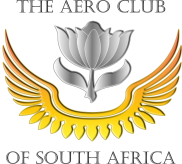 THE AERO CLUB
OF SOUTH AFRICA